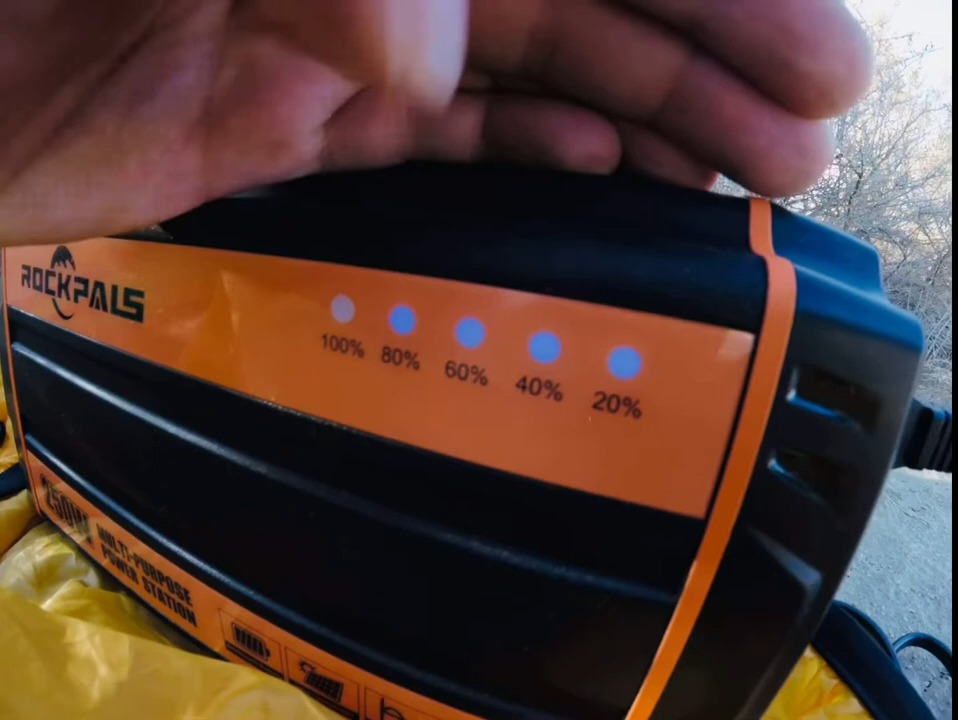 ROCKPALS
100% 80% 60% 40% 20%
250W
MULTI-PURPOSE
POWER STATION